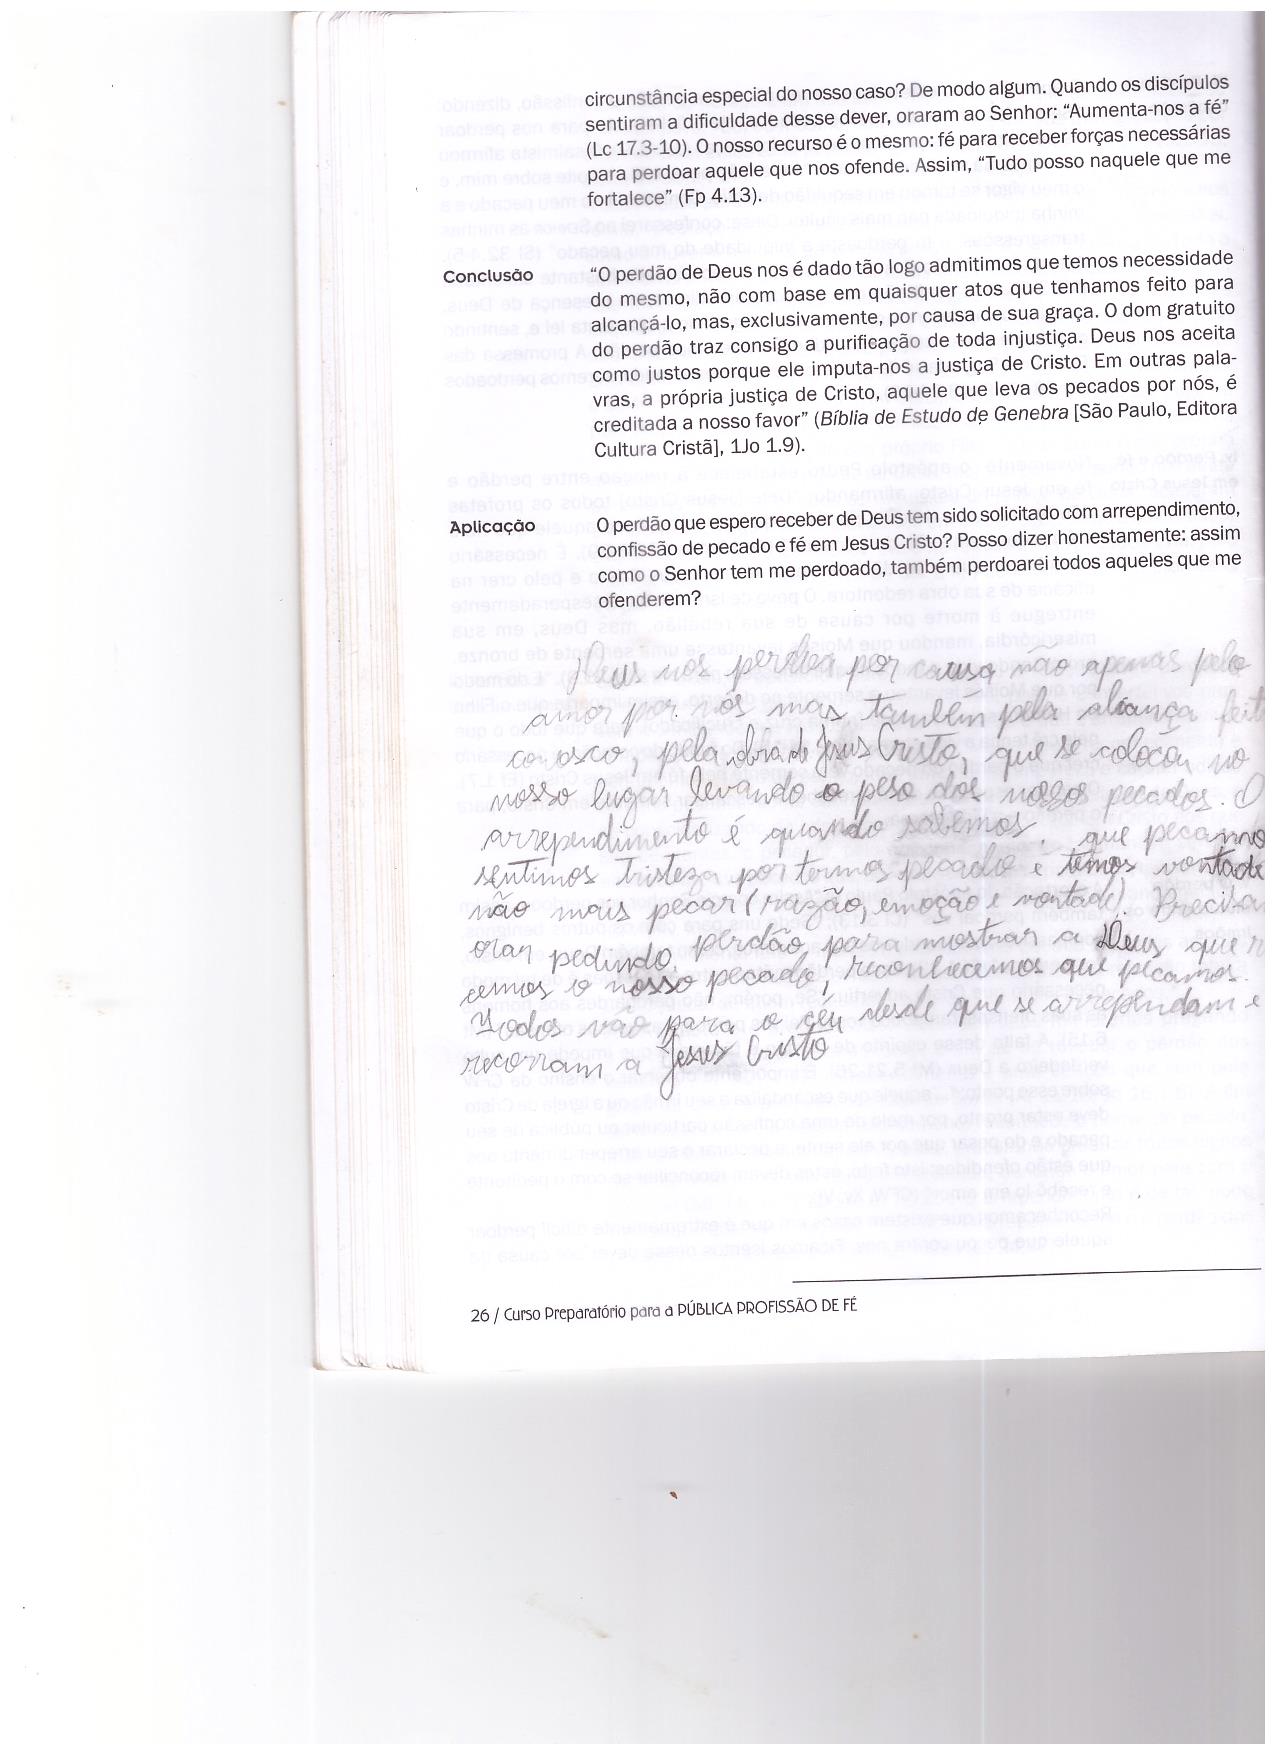 circunstância especial do nosso caso? De modo algum. Quando os discípulos
sentiram a dificuldade desse dever, oraram ao Senhor: “Aumenta-nos a fé”
(Lc 17.3-10). O nosso recurso é o mesmo: fé para receber forças necessárias
para perdoar aquele que nos ofende. Assim, “Tudo posso naquele que me
fortalece” (Fp 4.13).
Conclusão “O perdão de Deus nos é dado tão logo admitimos que temos necessidade
do mesmo, não com base em quaisquer atos que tenhamos feito para
alcançá-lo, mas, exclusivamente, por causa de sua graça. O dom gratuito
do perdão traz consigo a purificação de toda injustiça. Deus nos aceita
como justos porque ele imputa-nos a justiça de Cristo. Em outras pala-
vras, a própria justiça de Cristo, aquele que leva os pecados por nós, é
creditada a nosso favor” (Bíblia de Estudo de Genebra [São Paulo, Editora
Cultura Cristã], 1Jo 1.9).
Aplicação O perdão que espero receber de Deus tem sido solicitado com arrependimento,
confissão de pecado e fé em Jesus Cristo? Posso dizer honestamente: assim
como o Senhor tem me perdoado, também perdoarei todos aqueles que me
ofenderem?
Deus nos perdoa por causa não apenas pelo
amor por nós mas também pela aliança feit
conosco, pela obra de Jesus Cristo, que se colocou no
nosso lugar levando o peso dos nossos pecados. O
arrependimento é quando sabemos que pecamos
sentimos tristeza por termos pecado e temos vontade
não mais pecar (razão, emoção e vontade). Precisa
orar pedindo perdão para mostrar a Deus que
cemos o nosso pecado, reconhecemos que pecamos.
Todos vão para o céu desde que se arrependam e
recorram a Jesus Cristo
26 / Curso Preparatório para a PÚBLICA PROFISSÃO DE FÉ